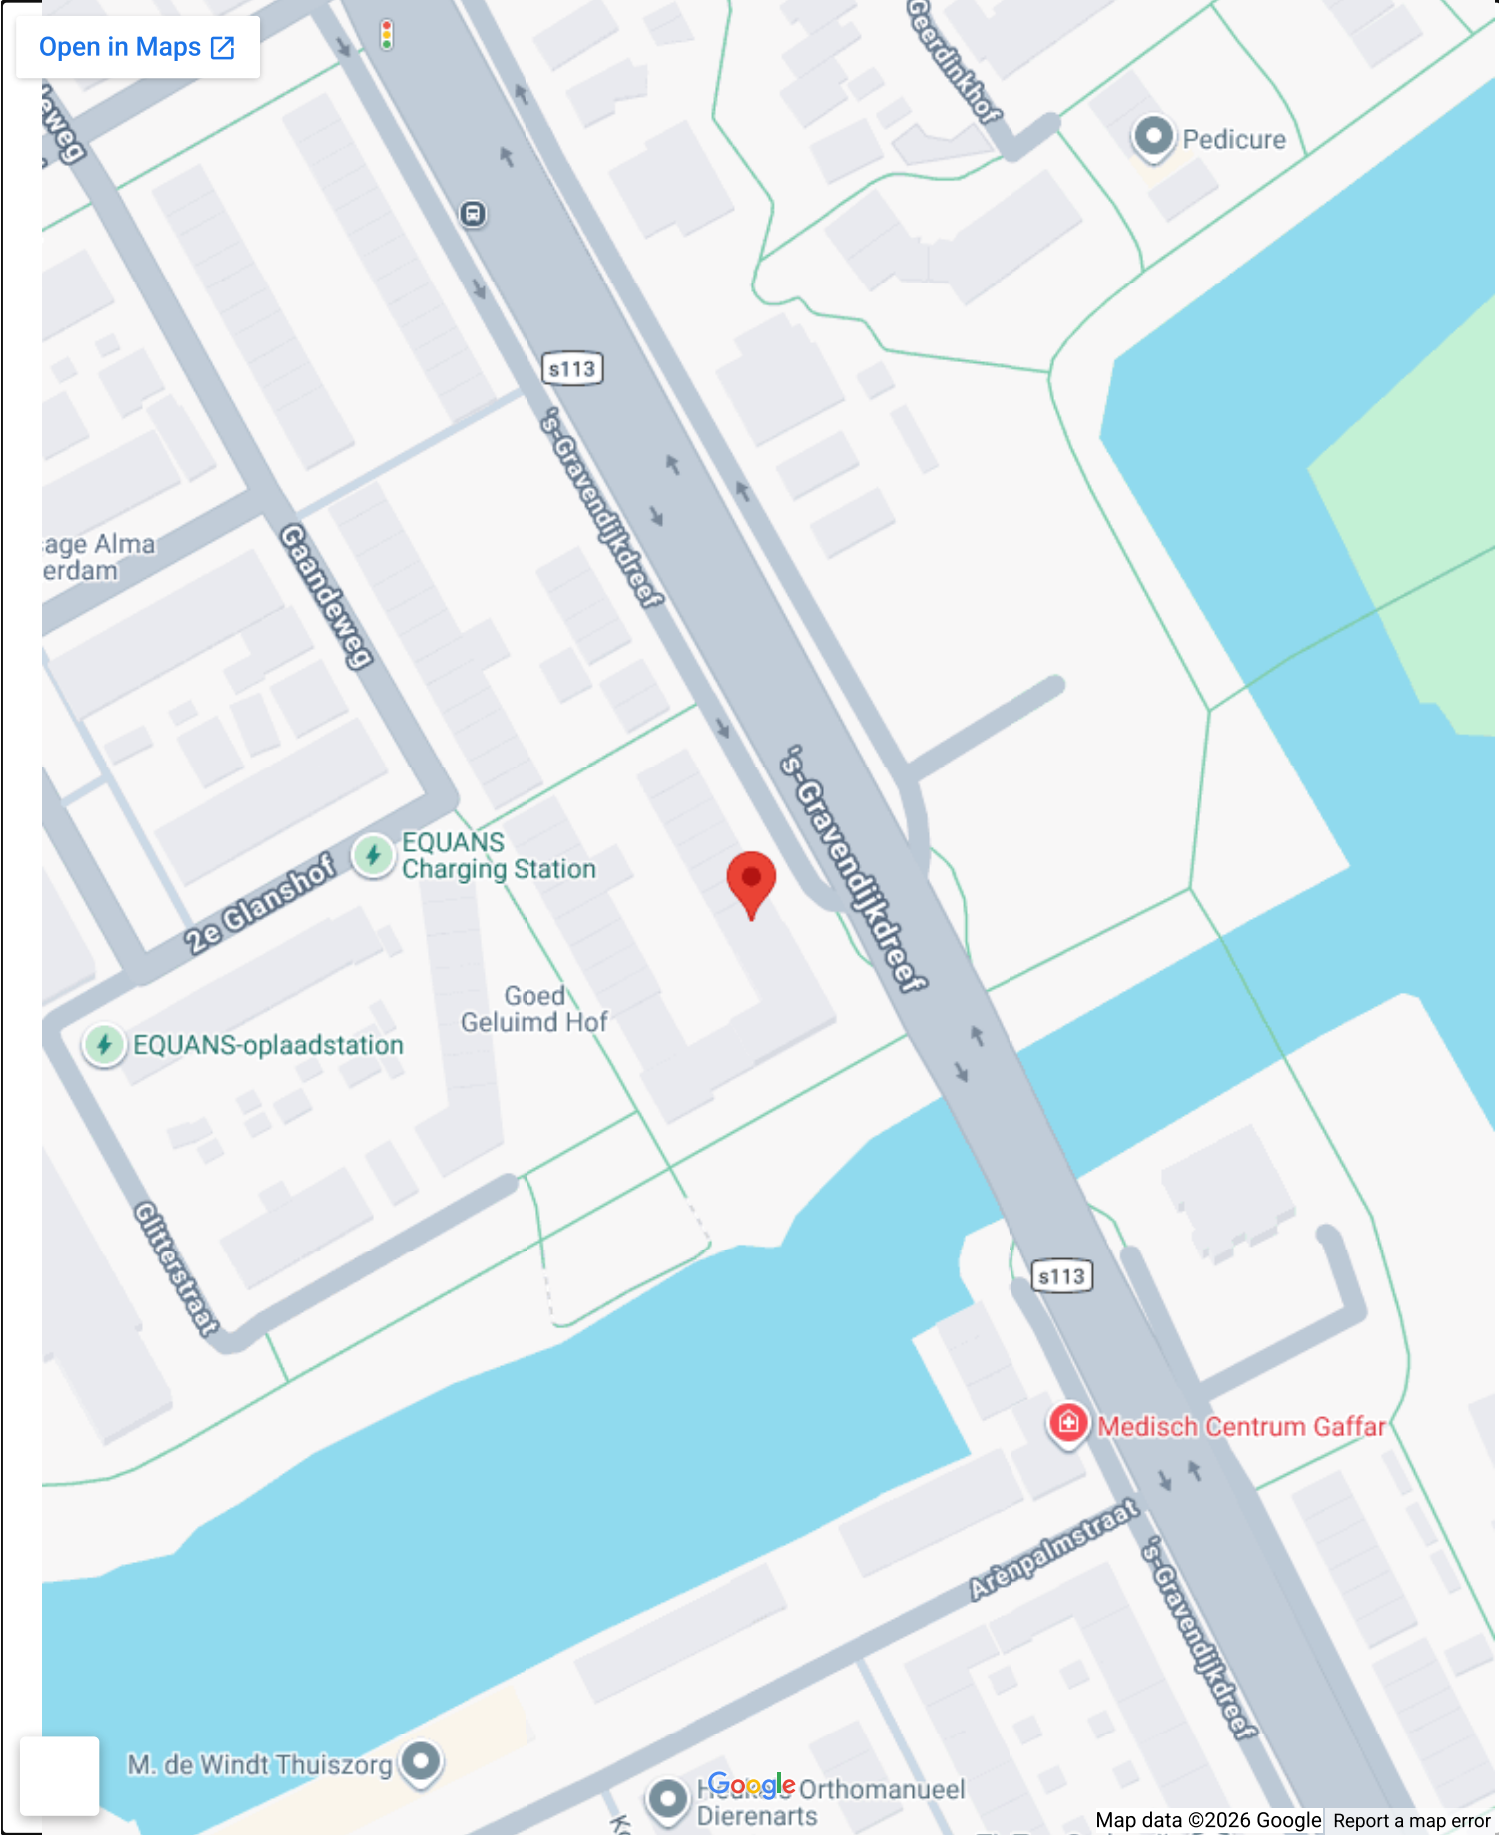 Open in Maps
Geerdinkhof
Pedicure
s113
's-Gravendijkdreef
age Alma
erdam
Gaandeweg
's-Gravendijkdreef
EQUANS
Charging Station
2e Glanshof
Goed
Geluimd Hof
EQUANS-oplaadstation
Glitterstraat
s113
Medisch Centrum Gaffar
Arènpalmstraat
's-Gravendijkdreef
M. de Windt Thuiszorg
Google
Orthomanueel
Dierenarts
Map data ©2026 Google
Report a map error